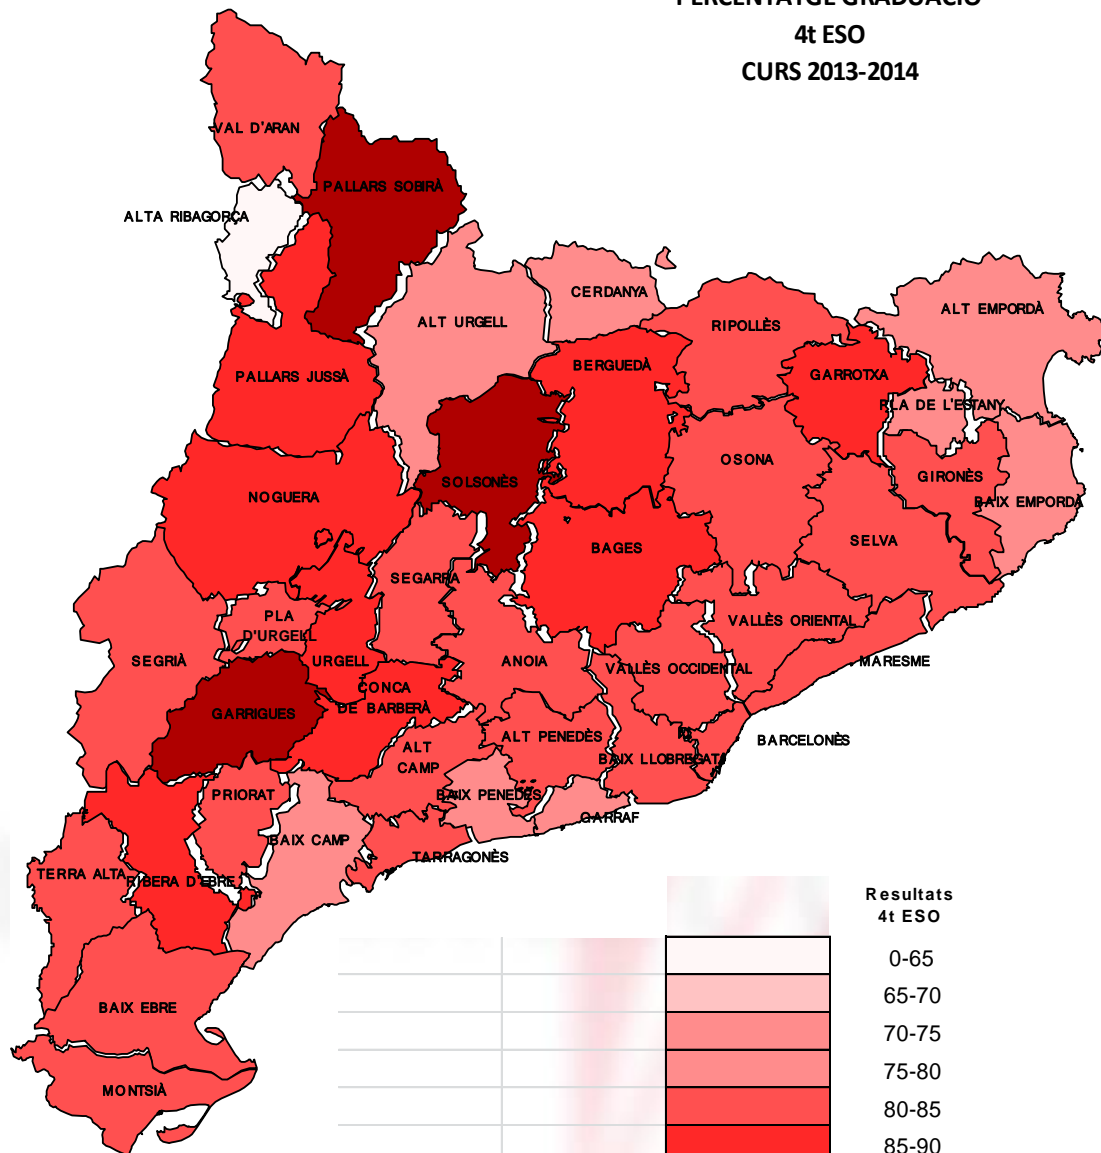 PERCENTATGE GRADUACIÓ
4t ESO
CURS 2013-2014
VAL D'ARAN
PALLARS SOBIRÀ
ALTA RIBAGORÇA
CERDANYA
ALT URGELL
RIPOLLÈS
ALT EMPORDÀ
BERGUEDÀ
PALLARS JUSSÀ
GARROTXA
PLA DE L'ESTANY
OSONA
SOLSONÈS
GIRONÈS
NOGUERA
BAIX EMPORDÀ
BAGES
SELVA
SEGARRA
PLA
D'URGELL
VALLÈS ORIENTAL
SEGRIÀ
URGELL
ANOIA
VALLÈS OCCIDENTAL
MARESME
CONCA
DE BARBERÀ
GARRIGUES
ALT PENEDÈS
BARCELONÈS
ALT
CAMP
BAIX LLOBREGAT
PRIORAT
BAIX PENEDÈS
GARRAF
BAIX CAMP
TARRAGONÈS
TERRA ALTA
RIBERA D'EBRE
BAIX EBRE
MONTSIÀ
Resultats
4t ESO
0-65
65-70
70-75
75-80
80-85
85-90